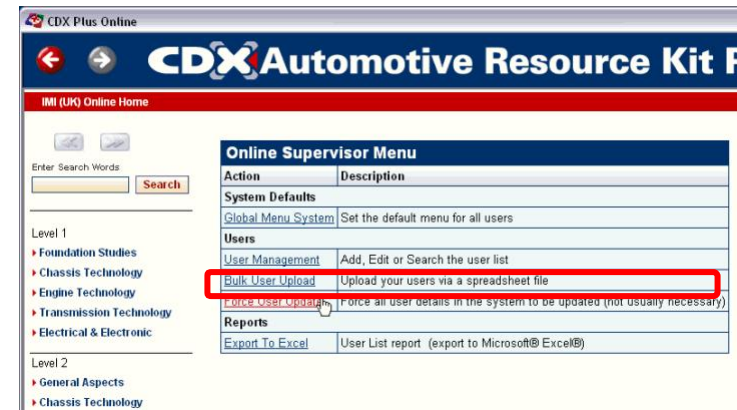 CDX Plus Online
CDX Automotive Resource Kit
IMI (UK) Online Home
Enter Search Words
Search
Level 1
Foundation Studies
Chassis Technology
Engine Technology
Transmission Technology
Electrical & Electronic
Level 2
General Aspects
Chassis Technology
Online Supervisor Menu
Action Description
System Defaults
Global Menu System Set the default menu for all users
Users
User Management Add, Edit or Search the user list
Bulk User Upload Upload your users via a spreadsheet file
Force User Update Force all user details in the system to be updated (not usually necessary)
Reports
Export To Excel User List report (export to Microsoft® Excel®)